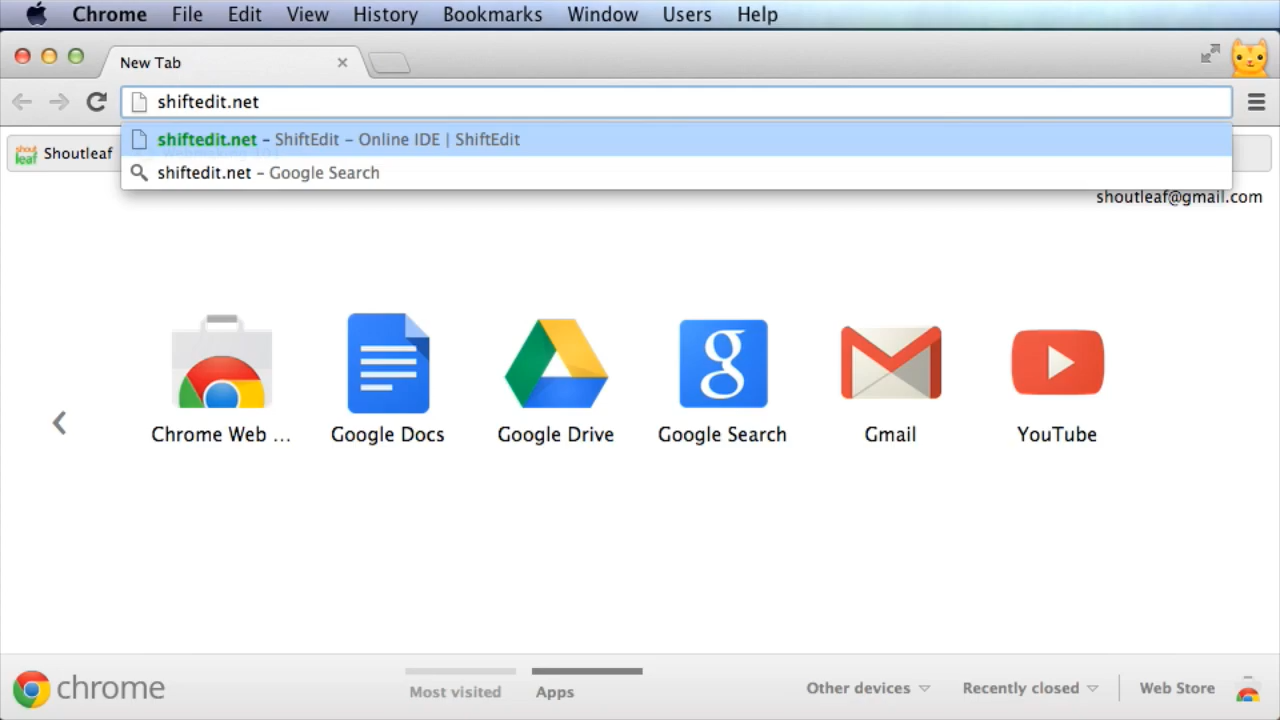 Chrome File Edit View History Bookmarks Window Users Help
New Tab
shiftedit.net
shiftedit.net – ShiftEdit – Online IDE | ShiftEdit
shout leaf Shoutleaf
shiftedit.net – Google Search
shoutleaf@gmail.com
Chrome Web ... Google Docs Google Drive Google Search Gmail YouTube
chrome Most visited Apps Other devices Recently closed Web Store